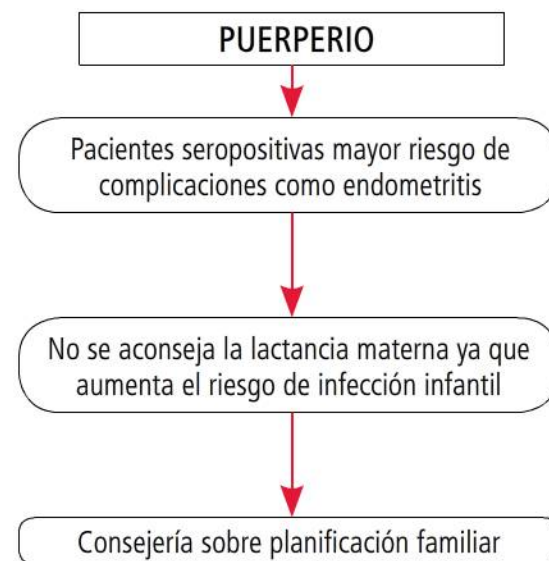 PUERPERIO
Pacientes seropositivas mayor riesgo de
complicaciones como endometritis
No se aconseja la lactancia materna ya que
aumenta el riesgo de infección infantil
Consejería sobre planificación familiar